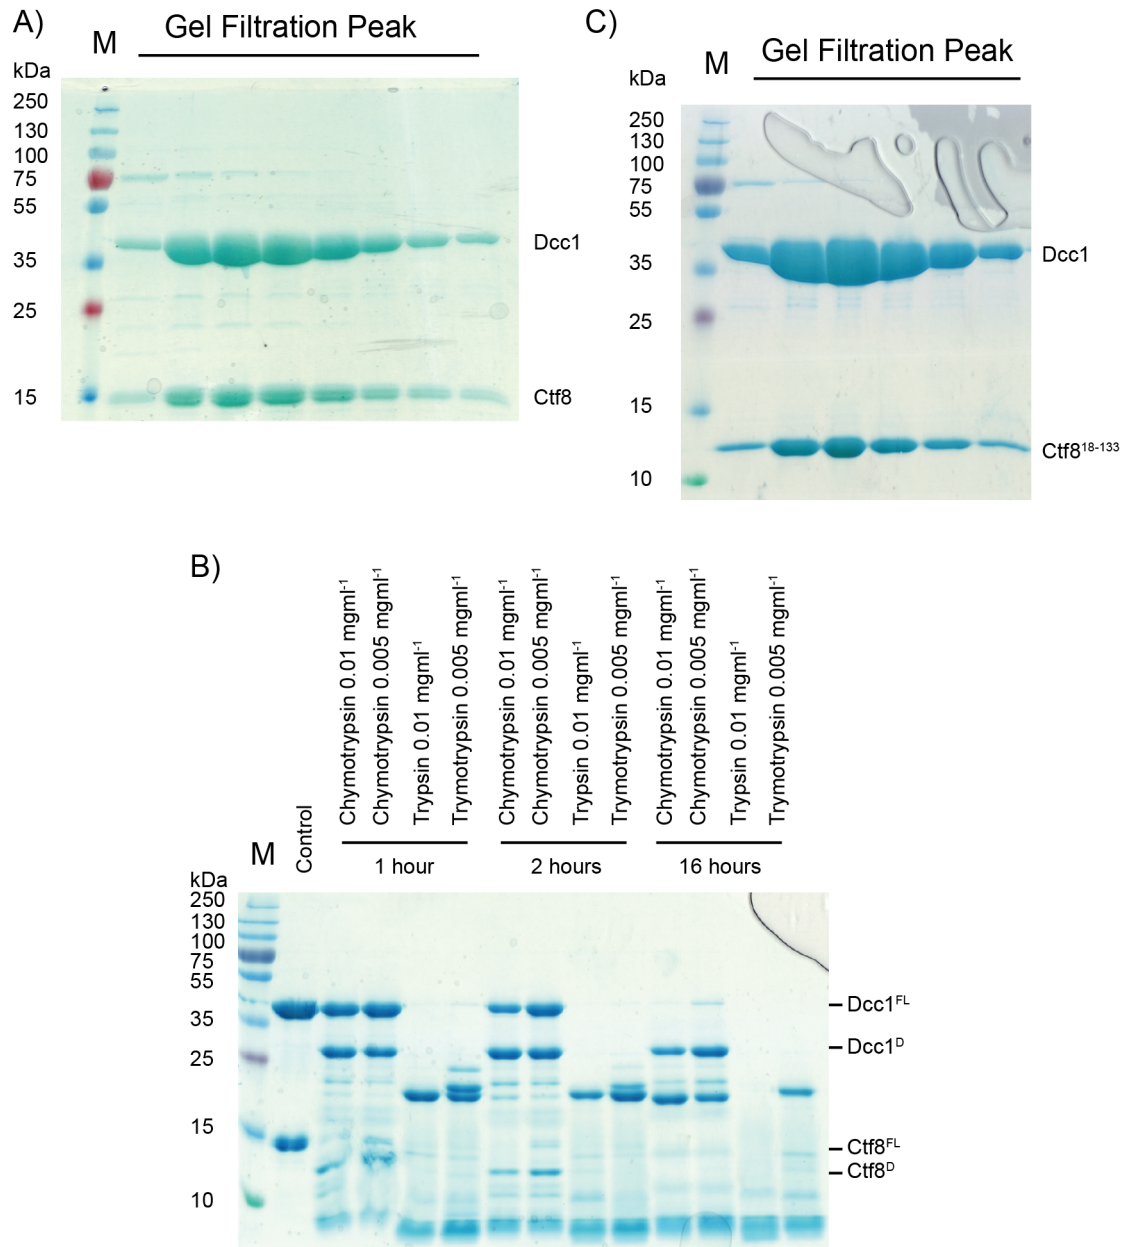 A)
Gel Filtration Peak
M
kDa
250
130
100
75
55
35
25
15
Dcc1
Ctf8
C)
Gel Filtration Peak
M
kDa
250
130
100
75
55
35
25
15
10
Dcc1
Ctf8¹⁸⁻¹³³
B)
M
Control
Chymotrypsin 0.01 mgml⁻¹
Chymotrypsin 0.005 mgml⁻¹
Trypsin 0.01 mgml⁻¹
Trymotrypsin 0.005 mgml⁻¹
Chymotrypsin 0.01 mgml⁻¹
Chymotrypsin 0.005 mgml⁻¹
Trypsin 0.01 mgml⁻¹
Trymotrypsin 0.005 mgml⁻¹
Chymotrypsin 0.01 mgml⁻¹
Chymotrypsin 0.005 mgml⁻¹
Trypsin 0.01 mgml⁻¹
Trymotrypsin 0.005 mgml⁻¹
1 hour
2 hours
16 hours
kDa
250
130
100
75
55
35
25
15
10
Dcc1ᶠᴸ
Dcc1ᴰ
Ctf8ᶠᴸ
Ctf8ᴰ